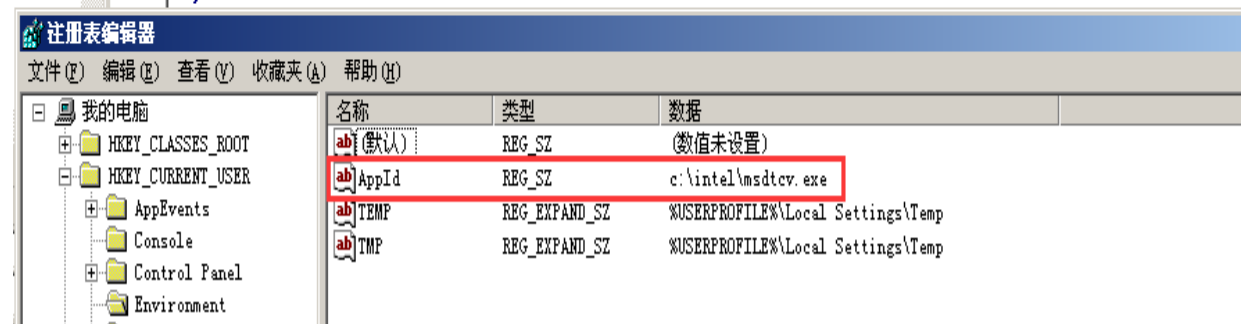 注册表编辑器
文件(F) 编辑(E) 查看(V) 收藏夹(A) 帮助(H)
我的电脑
HKEY_CLASSES_ROOT
HKEY_CURRENT_USER
AppEvents
Console
Control Panel
Environment
名称 类型 数据
(默认) REG_SZ (数值未设置)
AppId REG_SZ c:\intel\msdtcv.exe
TEMP REG_EXPAND_SZ %USERPROFILE%\Local Settings\Temp
TMP REG_EXPAND_SZ %USERPROFILE%\Local Settings\Temp